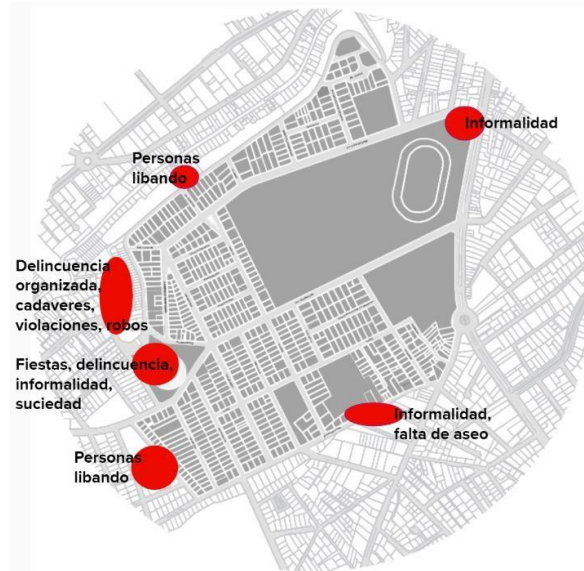 Informalidad
Personas
libando
Delincuencia
organizada,
cadaveres,
violaciones, robos
Fiestas, delincuencia,
informalidad,
suciedad
Informalidad,
falta de aseo
Personas
libando